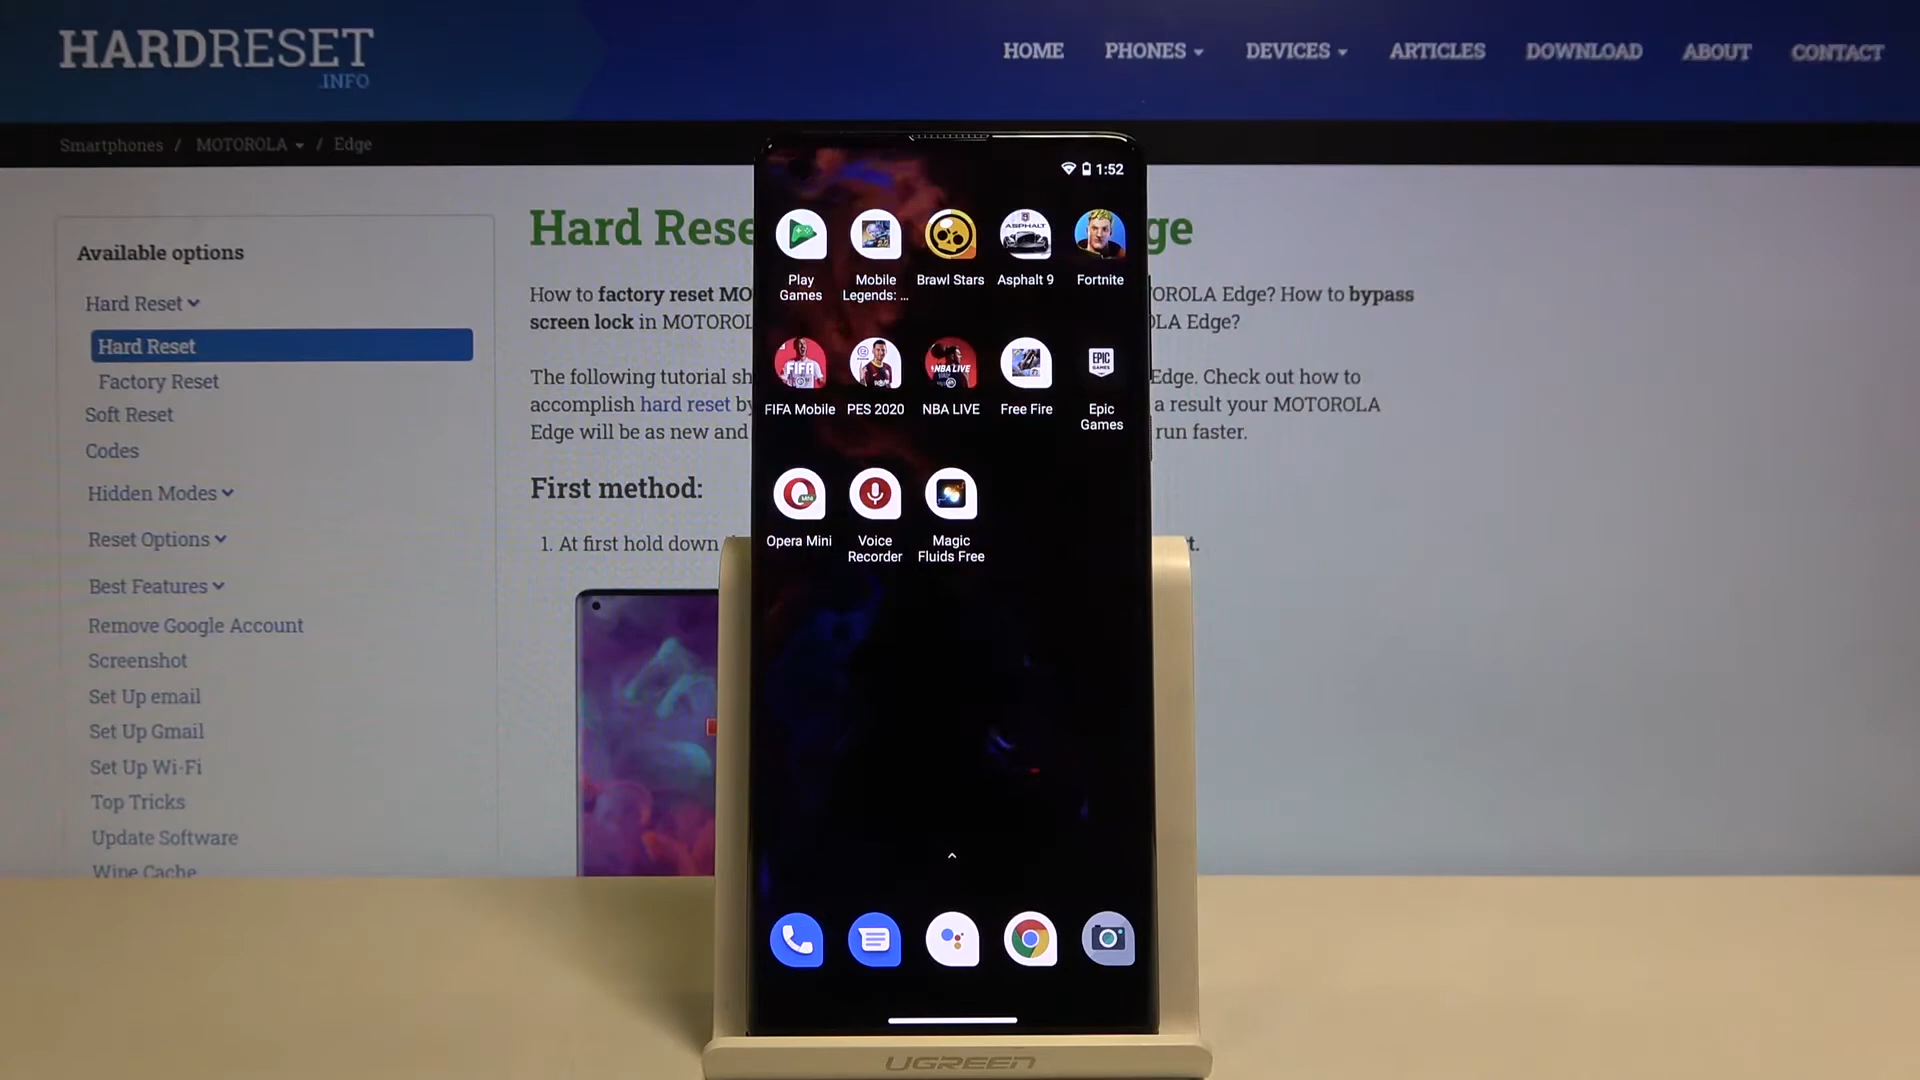 HARDRESET
.INFO
HOME PHONES DEVICES ARTICLES DOWNLOAD ABOUT CONTACT
Smartphones / MOTOROLA / Edge
Available options
Hard Reset
Hard Reset
Factory Reset
Soft Reset
Codes
Hidden Modes
Reset Options
Best Features
Remove Google Account
Screenshot
Set Up email
Set Up Gmail
Set Up Wi-Fi
Top Tricks
Update Software
Wipe Cache
Hard Rese ge
How to factory reset MO OROLA Edge? How to bypass
screen lock in MOTOROL LA Edge?
The following tutorial sh Edge. Check out how to
accomplish hard reset by a result your MOTOROLA
Edge will be as new and run faster.
First method:
1. At first hold down t.
1:52
Play Games
Mobile Legends: ...
Brawl Stars
Asphalt 9
Fortnite
ASPHALT
FIFA
NBA LIVE
EPIC GAMES
FIFA Mobile
PES 2020
NBA LIVE
Free Fire
Epic Games
Opera Mini
Voice Recorder
Magic Fluids Free
UGREEN